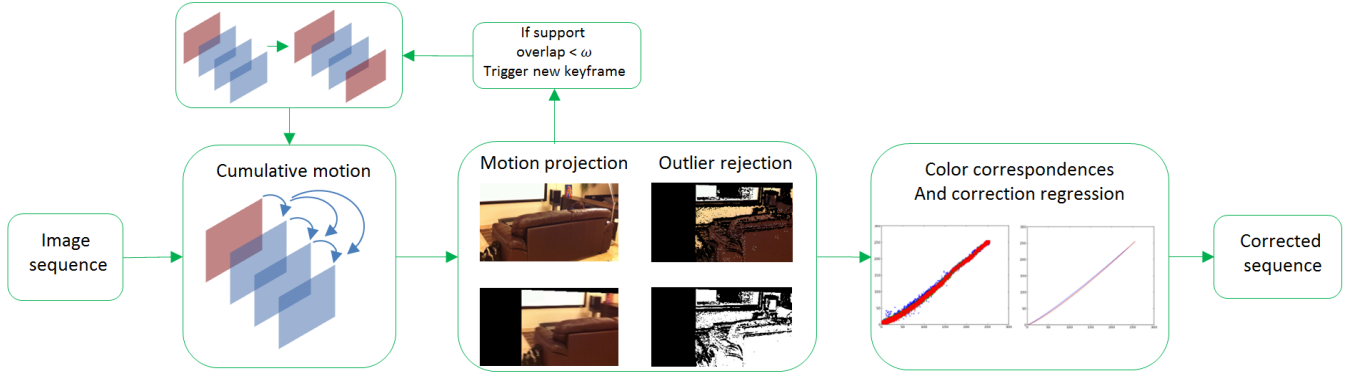 If support
overlap < ω
Trigger new keyframe
Image
sequence
Cumulative motion
Motion projection
Outlier rejection
Color correspondences
And correction regression
Corrected
sequence